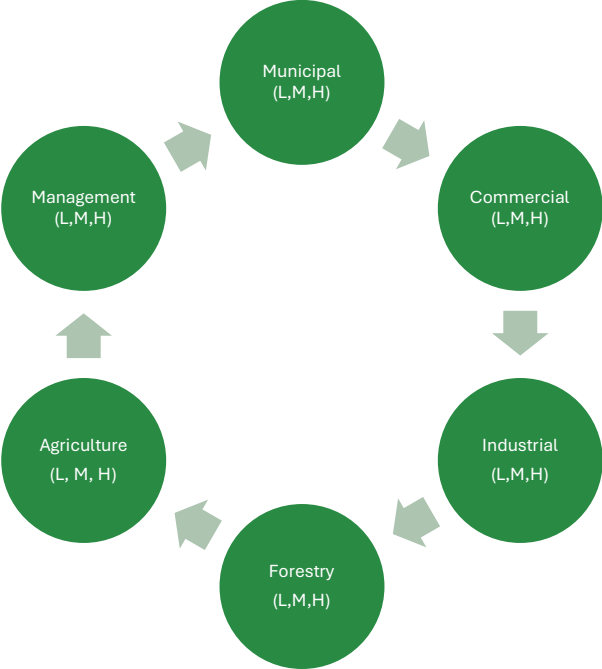 Municipal
(L,M,H)
Commercial
(L,M,H)
Industrial
(L,M,H)
Forestry
(L,M,H)
Agriculture
(L, M, H)
Management
(L,M,H)